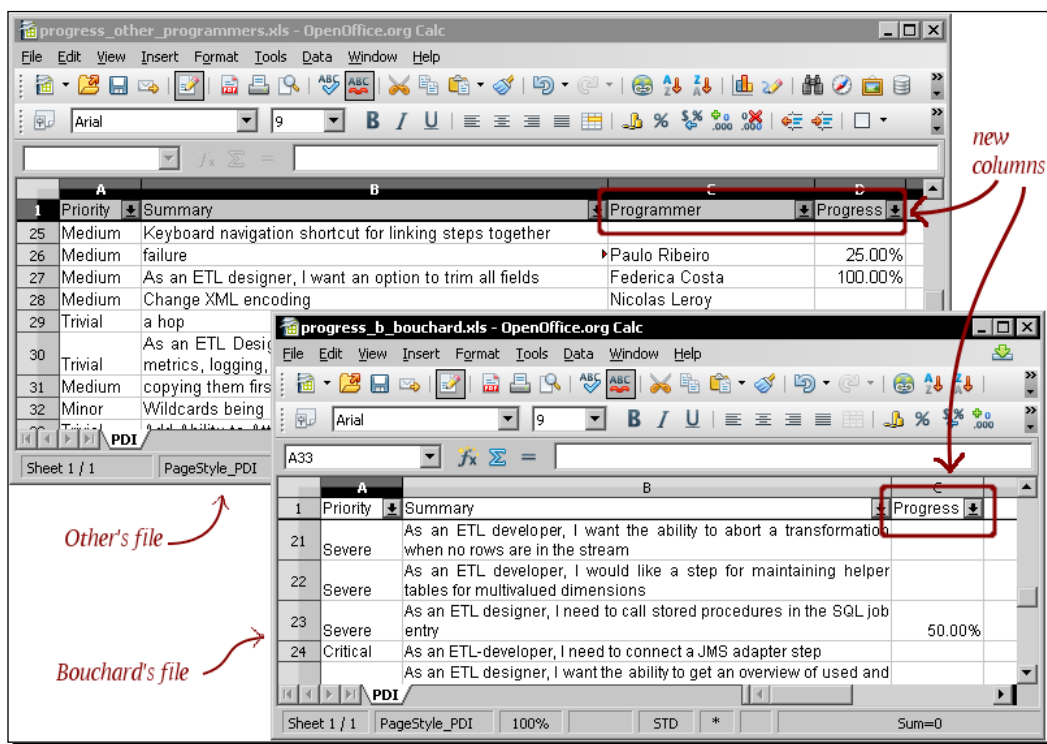 progress_other_programmers.xls - OpenOffice.org Calc
File Edit View Insert Format Tools Data Window Help
Arial 9
A B C D
1 Priority Summary Programmer Progress
25 Medium Keyboard navigation shortcut for linking steps together
26 Medium failure Paulo Ribeiro 25.00%
27 Medium As an ETL designer, I want an option to trim all fields Federica Costa 100.00%
28 Medium Change XML encoding Nicolas Leroy
29 Trivial a hop
As an ETL Desig
30 Trivial metrics, logging,
31 Medium copying them firs
32 Minor Wildcards being
PDI
Sheet 1 / 1 PageStyle_PDI
new
columns
Other's file
Bouchard's file
progress_b_bouchard.xls - OpenOffice.org Calc
File Edit View Insert Format Tools Data Window Help
Arial 9
A33
A B C
1 Priority Summary Progress
As an ETL developer, I want the ability to abort a transformation
21 Severe when no rows are in the stream
As an ETL developer, I would like a step for maintaining helper
22 Severe tables for multivalued dimensions
As an ETL designer, I need to call stored procedures in the SQL job
23 Severe entry 50.00%
24 Critical As an ETL-developer, I need to connect a JMS adapter step
As an ETL designer, I want the ability to get an overview of used and
PDI
Sheet 1 / 1 PageStyle_PDI 100% STD * Sum=0